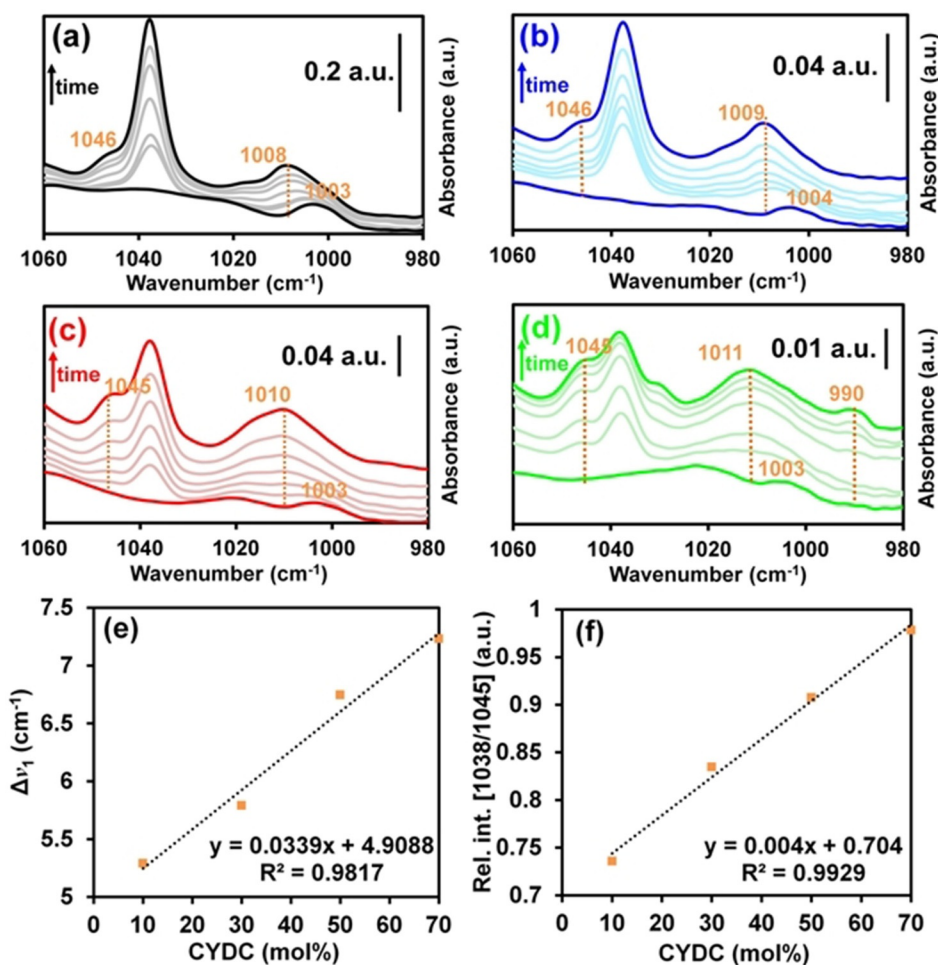 (a)
time
0.2 a.u.
1046
1008
1003
Absorbance (a.u.)
1060 1040 1020 1000 980
Wavenumber (cm⁻¹)
(b)
time
0.04 a.u.
1046
1009
1004
Absorbance (a.u.)
1060 1040 1020 1000 980
Wavenumber (cm⁻¹)
(c)
time
0.04 a.u.
1045
1010
1003
Absorbance (a.u.)
1060 1040 1020 1000 980
Wavenumber (cm⁻¹)
(d)
time
0.01 a.u.
1045
1011
990
1003
Absorbance (a.u.)
1060 1040 1020 1000 980
Wavenumber (cm⁻¹)
(e)
Δν₁ (cm⁻¹)
7.5
7
6.5
6
5.5
5
y = 0.0339x + 4.9088
R² = 0.9817
0 10 20 30 40 50 60 70
CYDC (mol%)
(f)
Rel. int. [1038/1045] (a.u.)
1
0.95
0.9
0.85
0.8
0.75
0.7
y = 0.004x + 0.704
R² = 0.9929
0 10 20 30 40 50 60 70
CYDC (mol%)